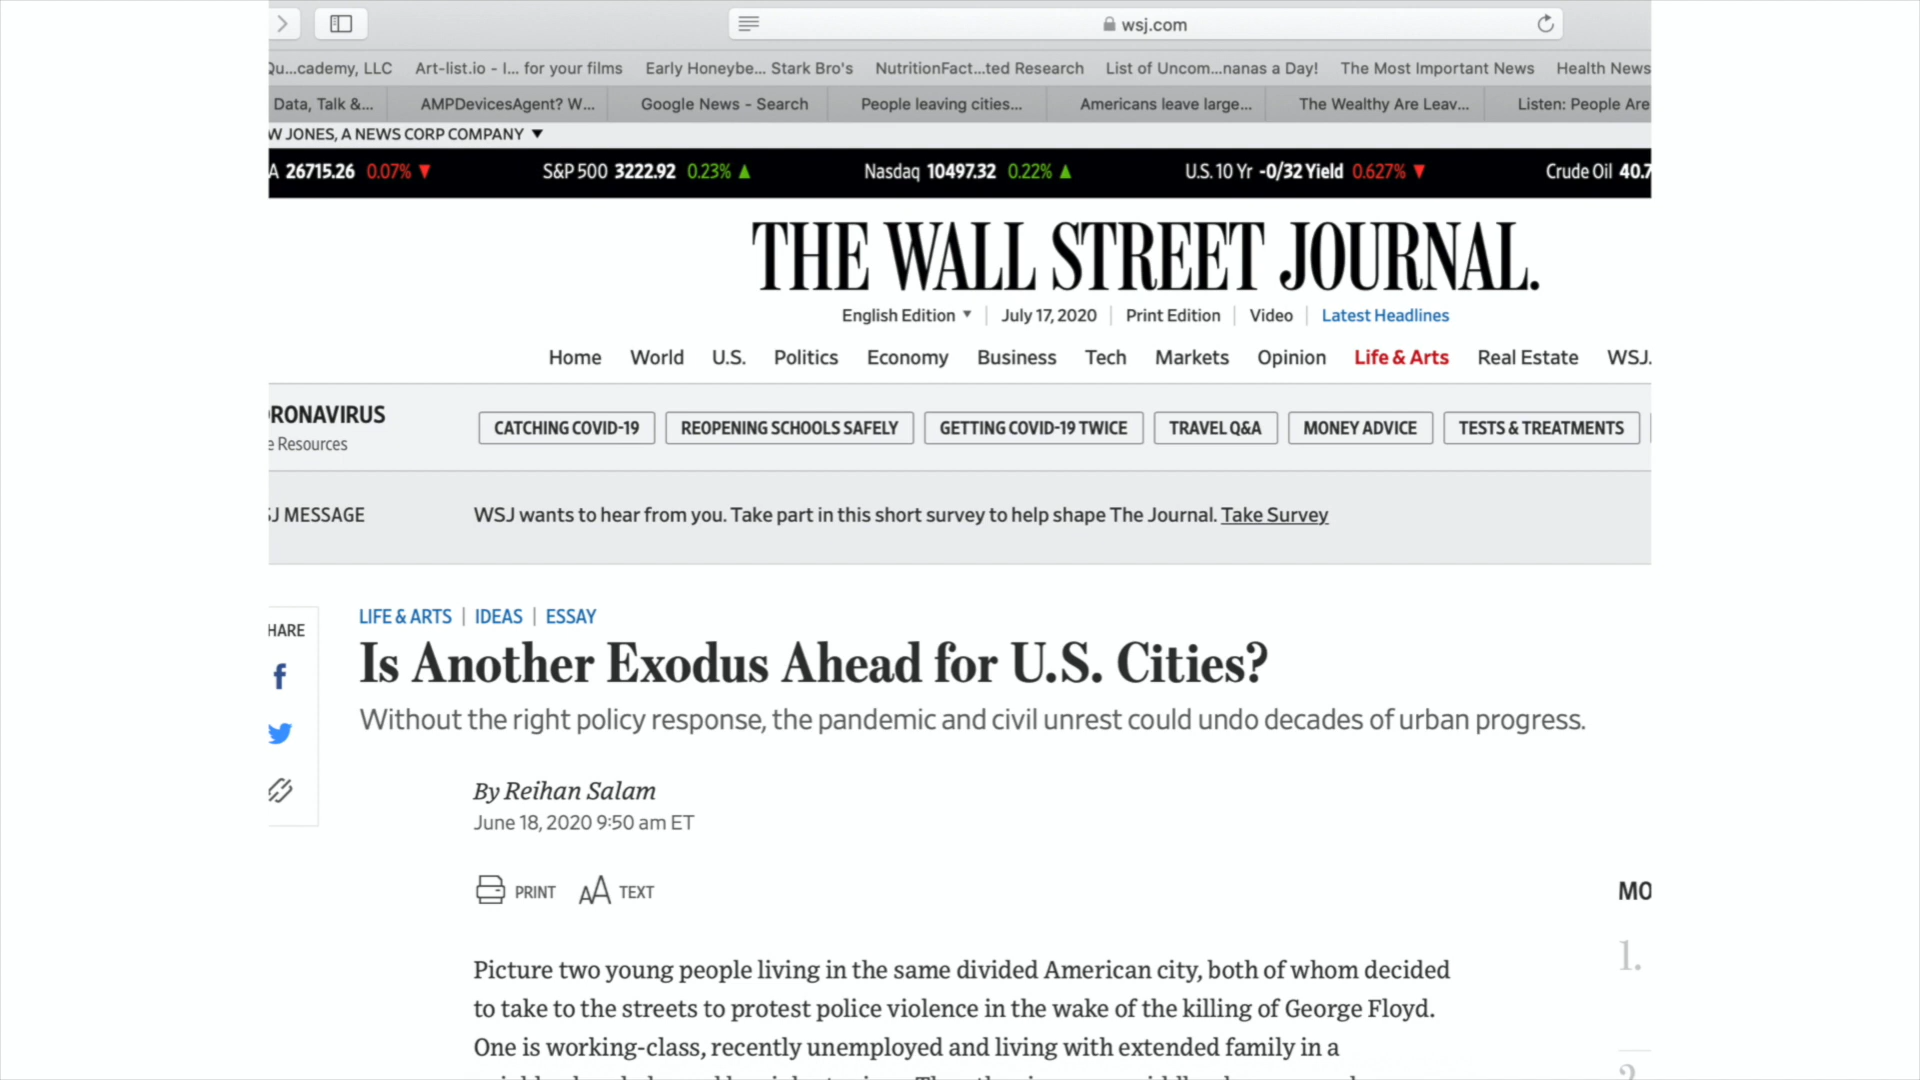 wsj.com
Qu...cademy, LLC Art-list.io - I... for your films Early Honeybe... Stark Bro's NutritionFact...ted Research List of Uncom...nanas a Day! The Most Important News Health News
Data, Talk &... AMPDevicesAgent? W... Google News - Search People leaving cities... Americans leave large... The Wealthy Are Leav... Listen: People Are
W JONES, A NEWS CORP COMPANY ▼
A 26715.26 0.07% ▼ S&P 500 3222.92 0.23% ▲ Nasdaq 10497.32 0.22% ▲ U.S. 10 Yr -0/32 Yield 0.627% ▼ Crude Oil 40.7
THE WALL STREET JOURNAL.
English Edition ▼ | July 17, 2020 | Print Edition | Video | Latest Headlines
Home World U.S. Politics Economy Business Tech Markets Opinion Life & Arts Real Estate WSJ.
RONAVIRUS
e Resources
CATCHING COVID-19 REOPENING SCHOOLS SAFELY GETTING COVID-19 TWICE TRAVEL Q&A MONEY ADVICE TESTS & TREATMENTS
SJ MESSAGE WSJ wants to hear from you. Take part in this short survey to help shape The Journal. Take Survey
HARE
LIFE & ARTS | IDEAS | ESSAY
Is Another Exodus Ahead for U.S. Cities?
Without the right policy response, the pandemic and civil unrest could undo decades of urban progress.
By Reihan Salam
June 18, 2020 9:50 am ET
PRINT AA TEXT
MO
1.
Picture two young people living in the same divided American city, both of whom decided
to take to the streets to protest police violence in the wake of the killing of George Floyd.
One is working-class, recently unemployed and living with extended family in a